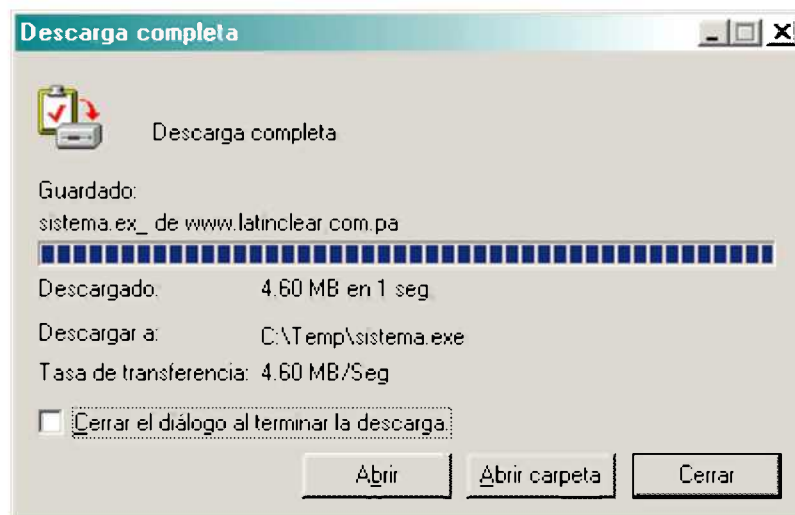 Descarga completa
Descarga completa
Guardado:
sistema.ex_ de www.latinclear.com.pa
Descargado: 4.60 MB en 1 seg
Descargar a: C:\Temp\sistema.exe
Tasa de transferencia: 4.60 MB/Seg
Cerrar el diálogo al terminar la descarga.
Abrir Abrir carpeta Cerrar